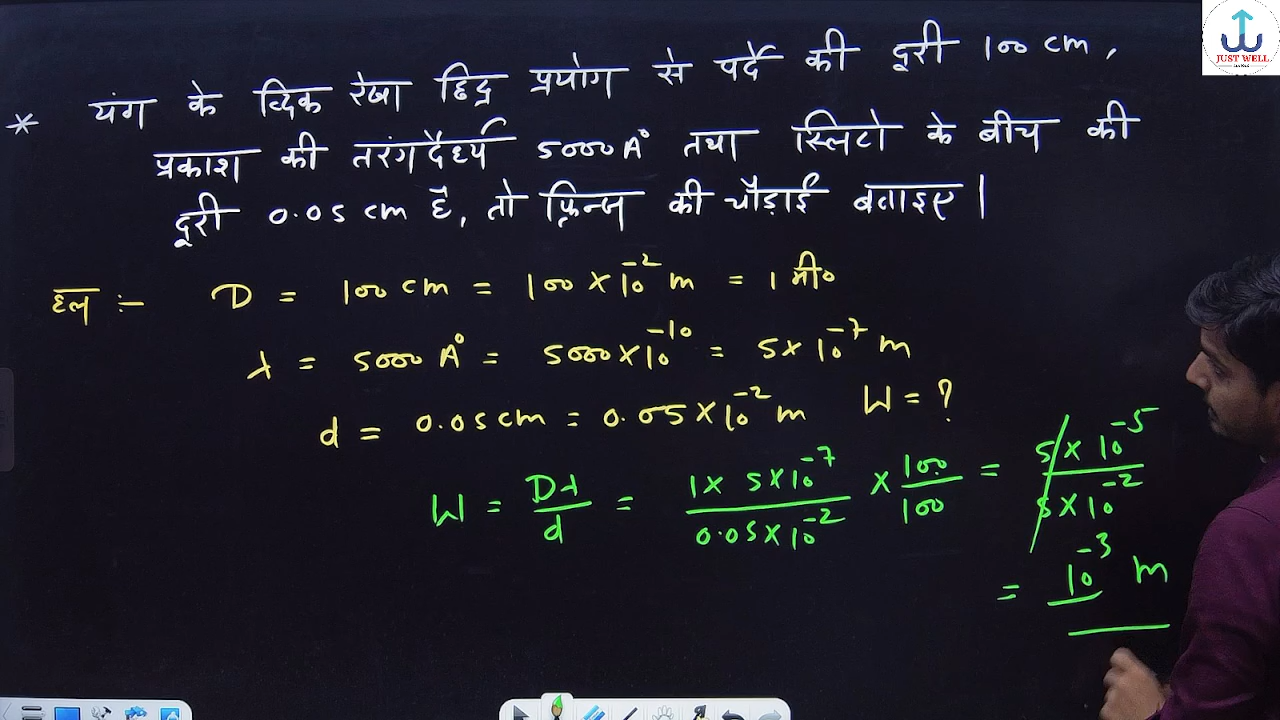 JUST WELL
* यंग के व्दिक रेखा छिद्र प्रयोग से पर्दे की दूरी 100 cm,
प्रकाश की तरंगदैर्ध्य 5000 A° तथा स्लिटो के बीच की
दूरी 0.05 cm है, तो फ्रिन्ज की चौड़ाई बताइए।
हल :- D = 100 cm = 100 × 10⁻² m = 1 मी०
λ = 5000 A° = 5000×10⁻¹⁰ = 5× 10⁻⁷ m
d = 0.05 cm = 0.05 × 10⁻² m W = ?
W = Dλ/d = 1× 5×10⁻⁷/0.05×10⁻² × 100/100 = 5× 10⁻⁵/5×10⁻²
= 10⁻³ m